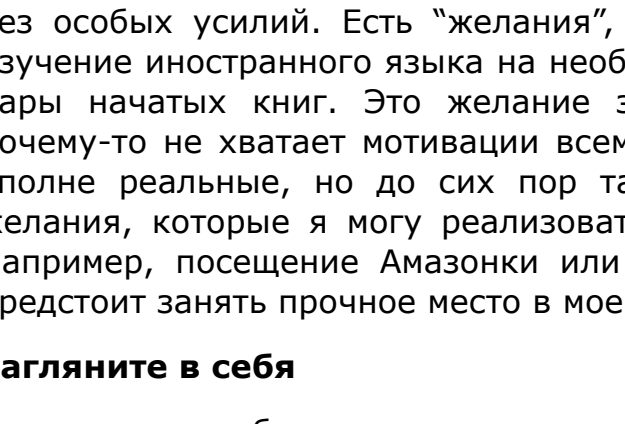 ез особых усилий. Есть “желания”,
зучение иностранного языка на необ
ары начатых книг. Это желание з
очему-то не хватает мотивации всем
полне реальные, но до сих пор та
келания, которые я могу реализоват
апример, посещение Амазонки или
редстоит занять прочное место в мое
агляните в себя